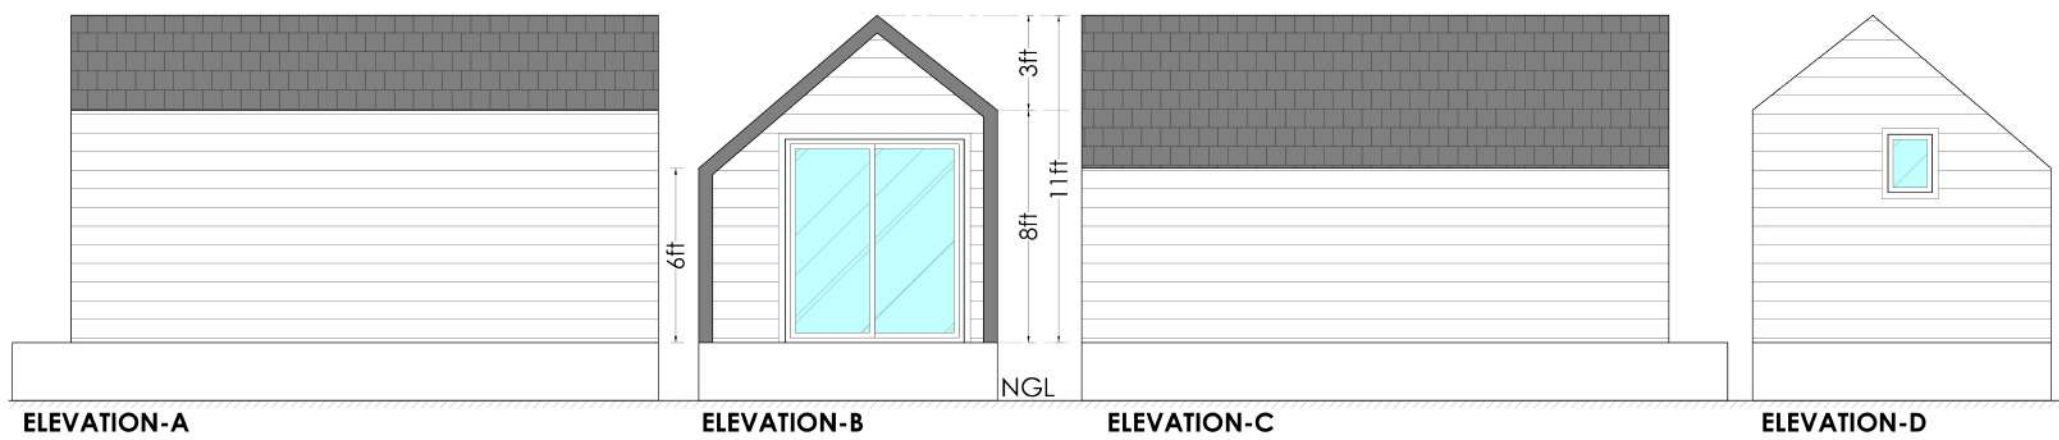 3ft
11ft
8ft
6ft
NGL
ELEVATION-A
ELEVATION-B
ELEVATION-C
ELEVATION-D